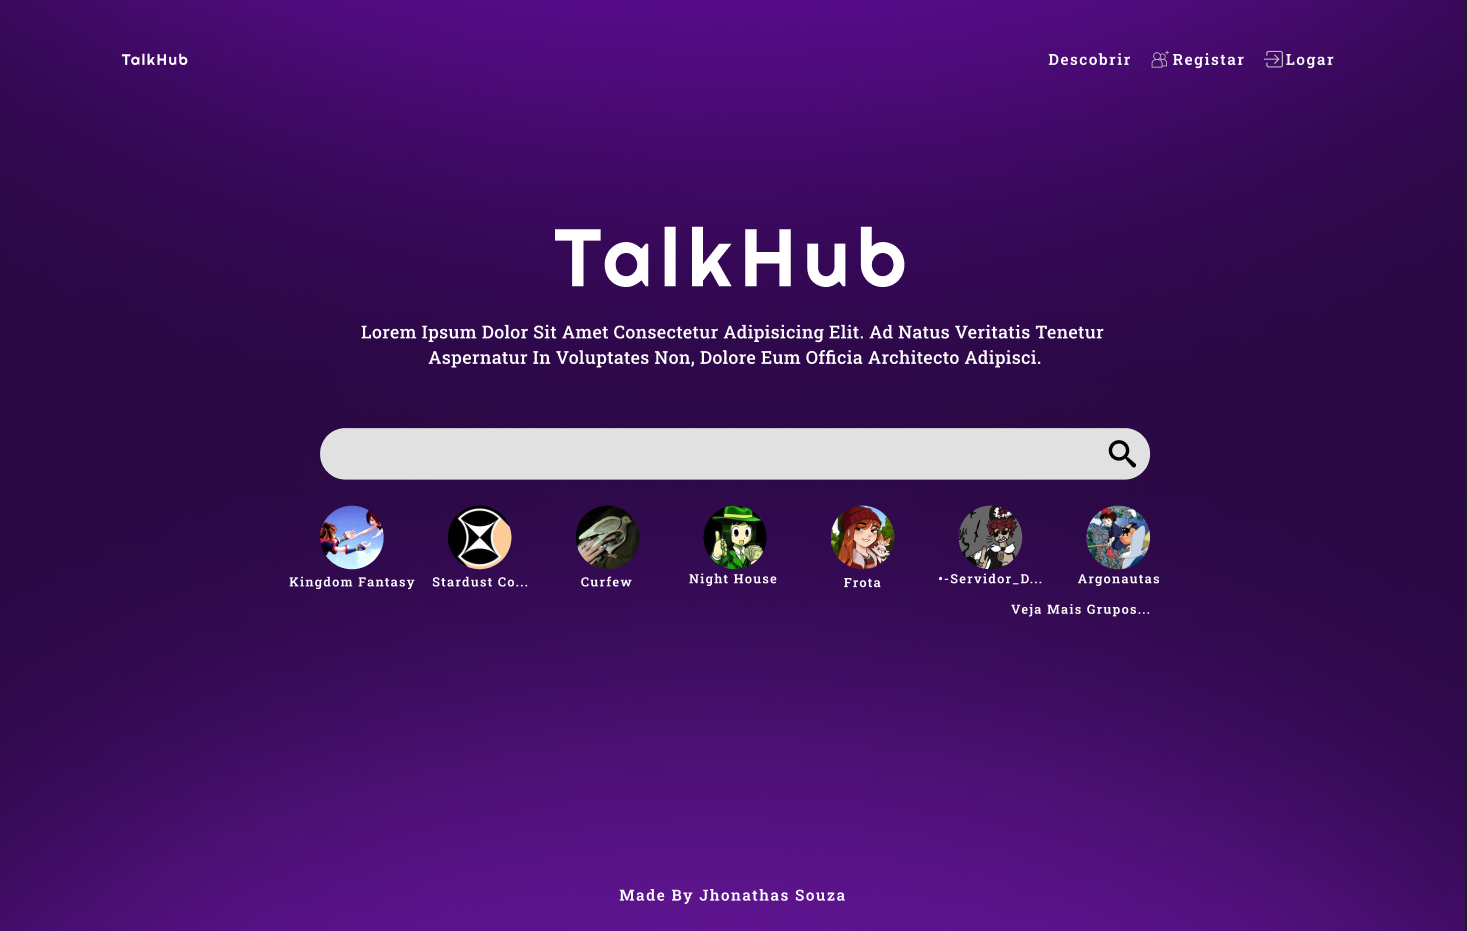 TalkHub
Descobrir Registar Logar
TalkHub
Lorem Ipsum Dolor Sit Amet Consectetur Adipisicing Elit. Ad Natus Veritatis Tenetur
Aspernatur In Voluptates Non, Dolore Eum Officia Architecto Adipisci.
Kingdom Fantasy Stardust Co... Curfew Night House Frota •-Servidor_D... Argonautas
Veja Mais Grupos...
Made By Jhonathas Souza